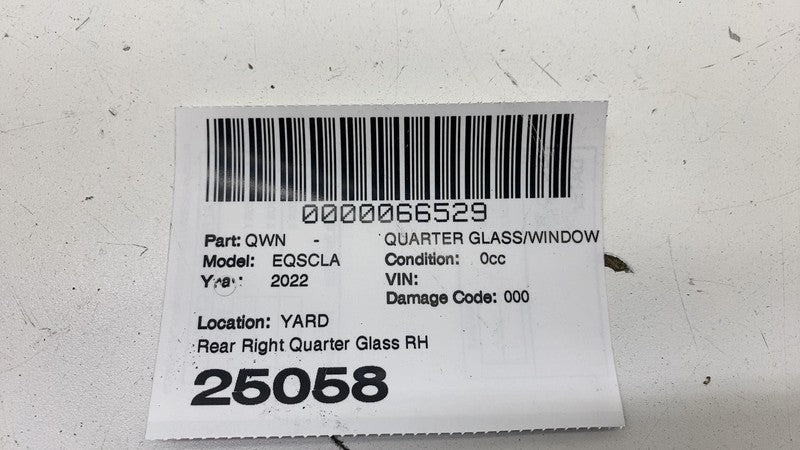 0000066529
Part: QWN - QUARTER GLASS/WINDOW
Model: EQSCLA Condition: 0cc
Year: 2022 VIN:
Damage Code: 000
Location: YARD
Rear Right Quarter Glass RH
25058